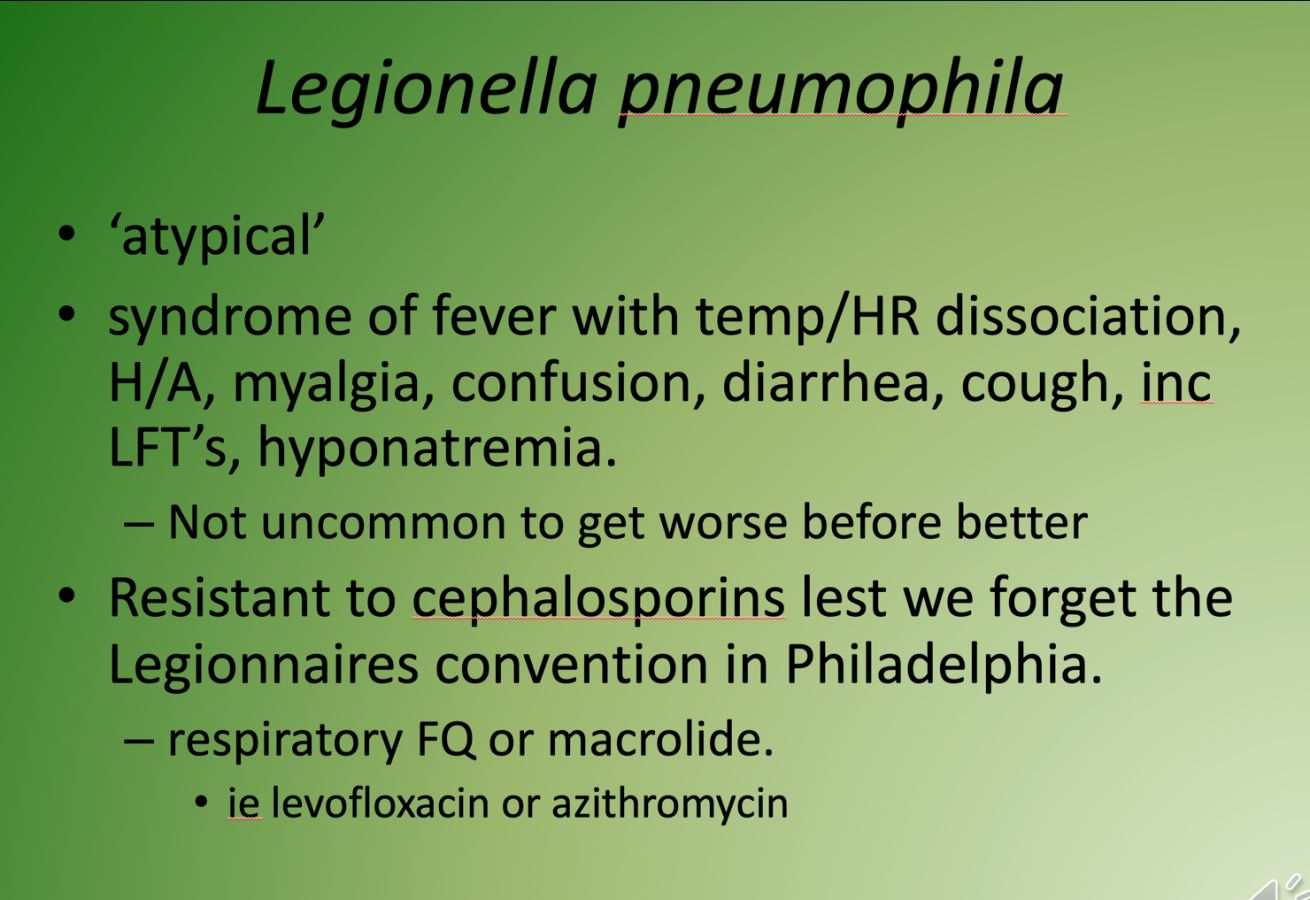 Legionella pneumophila
• ‘atypical’
• syndrome of fever with temp/HR dissociation,
H/A, myalgia, confusion, diarrhea, cough, inc
LFT’s, hyponatremia.
– Not uncommon to get worse before better
• Resistant to cephalosporins lest we forget the
Legionnaires convention in Philadelphia.
– respiratory FQ or macrolide.
• ie levofloxacin or azithromycin